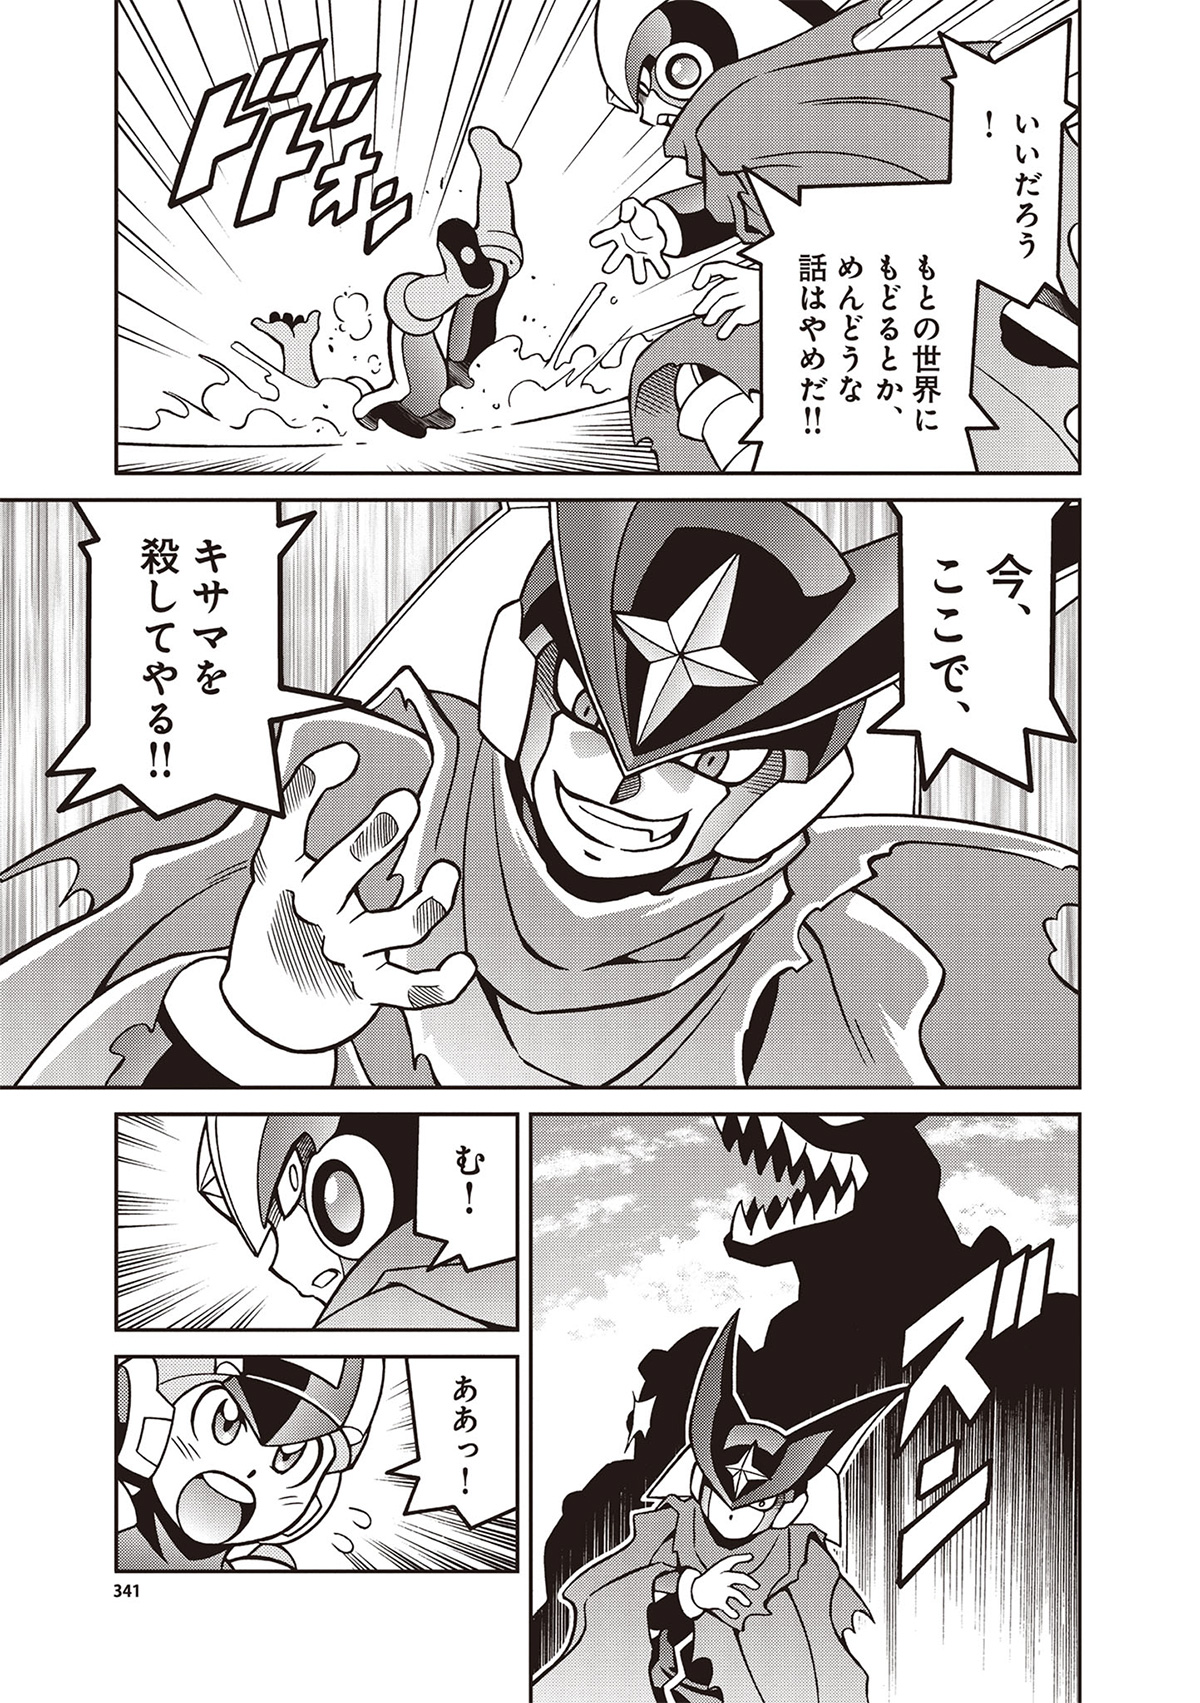 いいだろう
！
もとの世界に
もどるとか、
めんどうな
話はやめだ!!
ドドドオン
今、
ここで、
キサマを
殺してやる!!
ズシ
む！
ああっ！
341